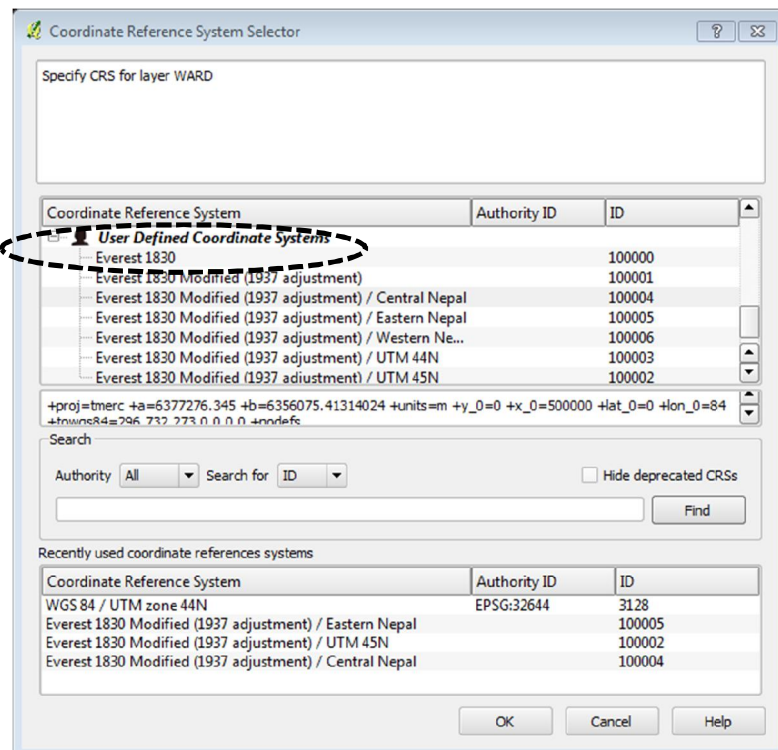 Coordinate Reference System Selector
Specify CRS for layer WARD
Coordinate Reference System Authority ID ID
User Defined Coordinate Systems
Everest 1830 100000
Everest 1830 Modified (1937 adjustment) 100001
Everest 1830 Modified (1937 adjustment) / Central Nepal 100004
Everest 1830 Modified (1937 adjustment) / Eastern Nepal 100005
Everest 1830 Modified (1937 adjustment) / Western Ne... 100006
Everest 1830 Modified (1937 adjustment) / UTM 44N 100003
Everest 1830 Modified (1937 adjustment) / UTM 45N 100002
+proj=tmerc +a=6377276.345 +b=6356075.41314024 +units=m +y_0=0 +x_0=500000 +lat_0=0 +lon_0=84
+towgs84=296,732,273,0,0,0,0 +nodefs
Search
Authority All Search for ID Hide deprecated CRSs
Find
Recently used coordinate references systems
Coordinate Reference System Authority ID ID
WGS 84 / UTM zone 44N EPSG:32644 3128
Everest 1830 Modified (1937 adjustment) / Eastern Nepal 100005
Everest 1830 Modified (1937 adjustment) / UTM 45N 100002
Everest 1830 Modified (1937 adjustment) / Central Nepal 100004
OK Cancel Help